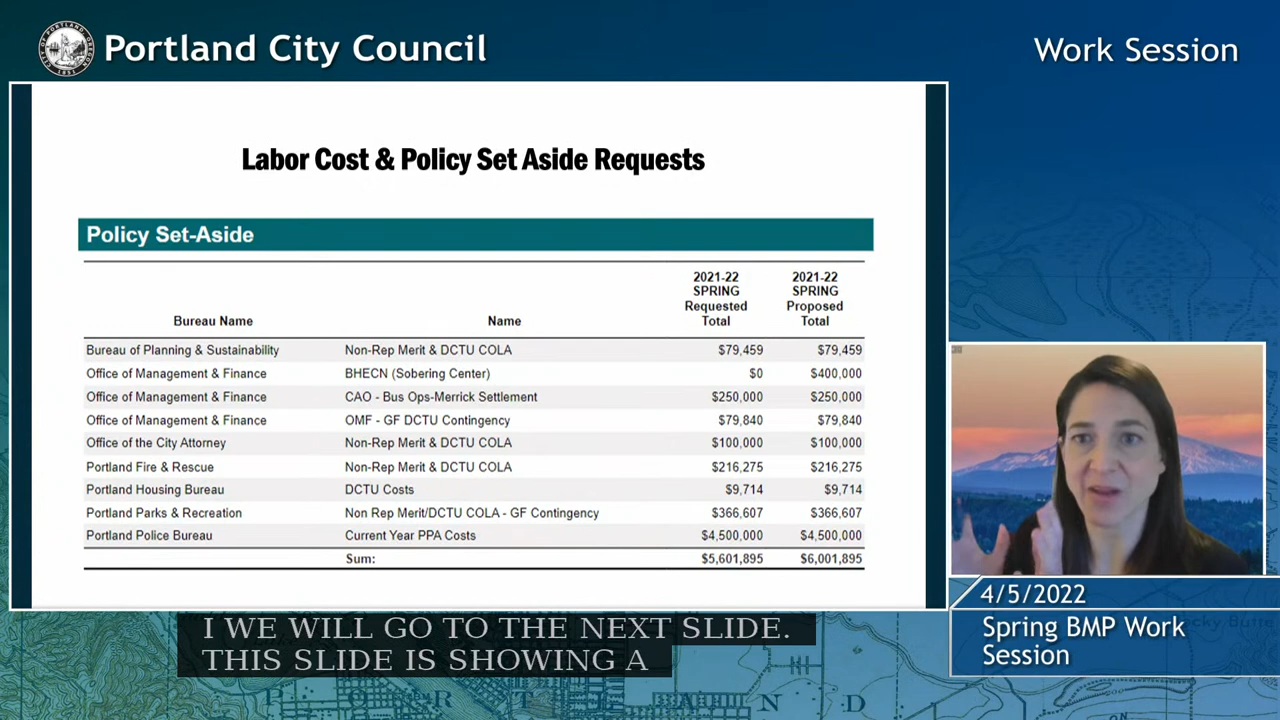 Portland City Council
Work Session
Labor Cost & Policy Set Aside Requests
Policy Set-Aside
Bureau Name Name 2021-22 SPRING Requested Total 2021-22 SPRING Proposed Total
Bureau of Planning & Sustainability Non-Rep Merit & DCTU COLA $79,459 $79,459
Office of Management & Finance BHECN (Sobering Center) $0 $400,000
Office of Management & Finance CAO - Bus Ops-Merrick Settlement $250,000 $250,000
Office of Management & Finance OMF - GF DCTU Contingency $79,840 $79,840
Office of the City Attorney Non-Rep Merit & DCTU COLA $100,000 $100,000
Portland Fire & Rescue Non-Rep Merit & DCTU COLA $216,275 $216,275
Portland Housing Bureau DCTU Costs $9,714 $9,714
Portland Parks & Recreation Non Rep Merit/DCTU COLA - GF Contingency $366,607 $366,607
Portland Police Bureau Current Year PPA Costs $4,500,000 $4,500,000
Sum: $5,601,895 $6,001,895
4/5/2022
Spring BMP Work
Session
I WE WILL GO TO THE NEXT SLIDE.
THIS SLIDE IS SHOWING A